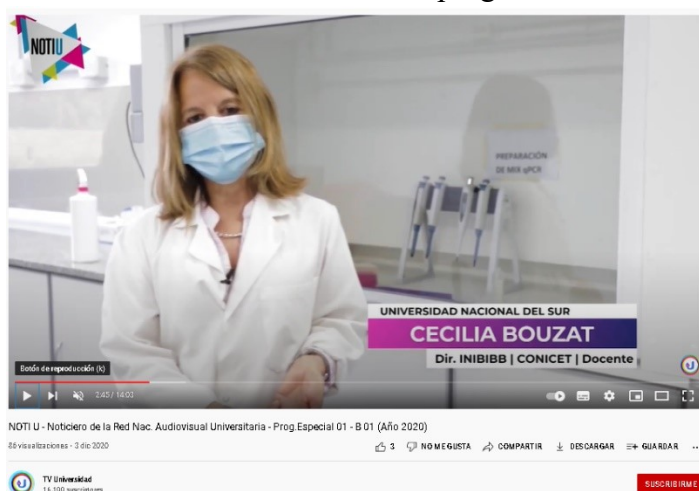 NOTIU
PREPARACIÓN
DE MIX qPCR
UNIVERSIDAD NACIONAL DEL SUR
CECILIA BOUZAT
Dir. INIBIBB | CONICET | Docente
Botón de reproducción (k)
2:45 / 14:03
NOTI U - Noticiero de la Red Nac. Audiovisual Universitaria - Prog.Especial 01 - B 01 (Año 2020)
visualizaciones - 3 dic 2020
3 NO ME GUSTA COMPARTIR DESCARGAR GUARDAR ...
TV Universidad
suscriptores
SUSCRIBIRME